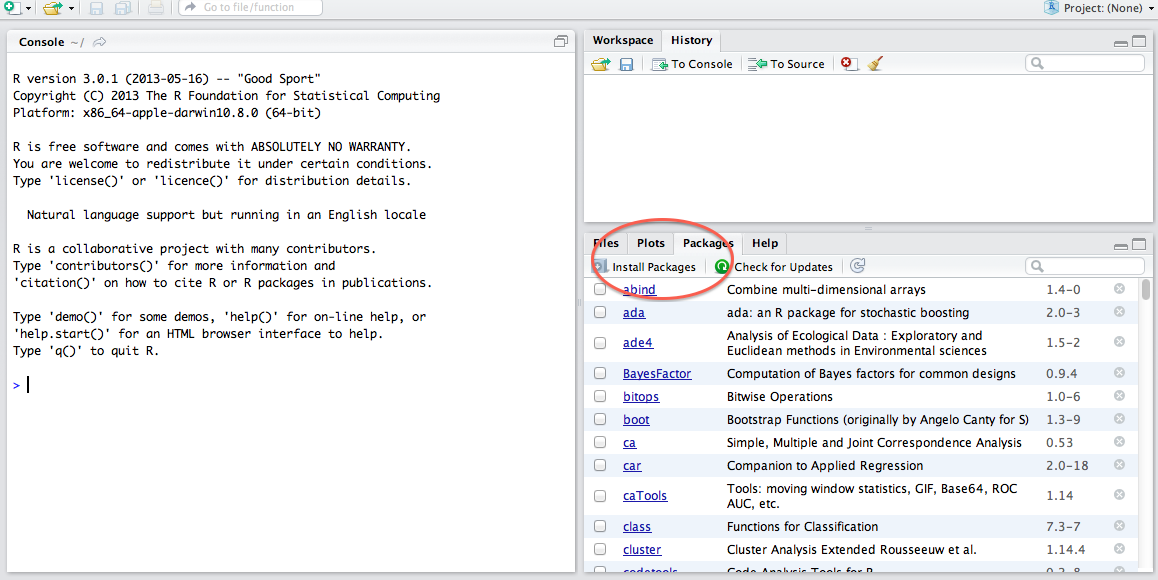 Go to file/function
Project: (None)
Console ~/
R version 3.0.1 (2013-05-16) -- "Good Sport"
Copyright (C) 2013 The R Foundation for Statistical Computing
Platform: x86_64-apple-darwin10.8.0 (64-bit)
R is free software and comes with ABSOLUTELY NO WARRANTY.
You are welcome to redistribute it under certain conditions.
Type 'license()' or 'licence()' for distribution details.
Natural language support but running in an English locale
R is a collaborative project with many contributors.
Type 'contributors()' for more information and
'citation()' on how to cite R or R packages in publications.
Type 'demo()' for some demos, 'help()' for on-line help, or
'help.start()' for an HTML browser interface to help.
Type 'q()' to quit R.
>
Workspace History
To Console To Source
Files Plots Packages Help
Install Packages Check for Updates
abind Combine multi-dimensional arrays 1.4-0
ada ada: an R package for stochastic boosting 2.0-3
ade4 Analysis of Ecological Data : Exploratory and
Euclidean methods in Environmental sciences 1.5-2
BayesFactor Computation of Bayes factors for common designs 0.9.4
bitops Bitwise Operations 1.0-6
boot Bootstrap Functions (originally by Angelo Canty for S) 1.3-9
ca Simple, Multiple and Joint Correspondence Analysis 0.53
car Companion to Applied Regression 2.0-18
caTools Tools: moving window statistics, GIF, Base64, ROC
AUC, etc. 1.14
class Functions for Classification 7.3-7
cluster Cluster Analysis Extended Rousseeuw et al. 1.14.4
codetools Code Analysis Tools for R 0.2-8